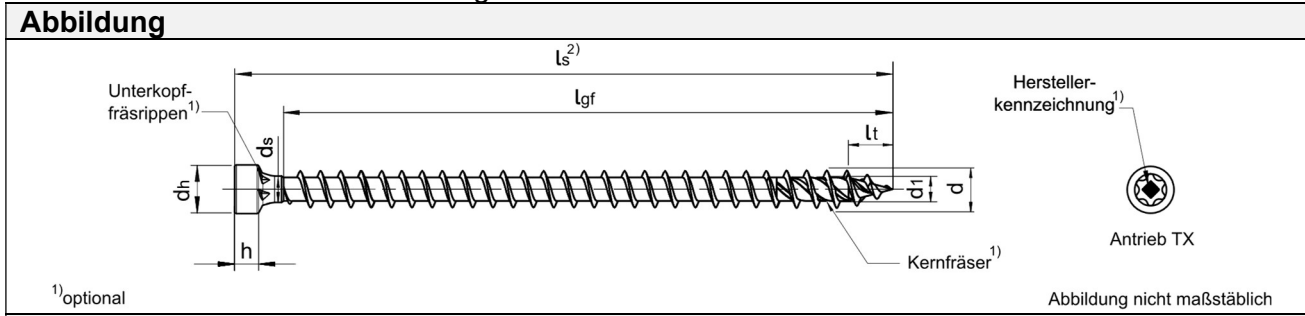 Abbildung
ls2)
Unterkopf-
fräsrippen1)
lgf
Hersteller-
kennzeichnung1)
lt
ds
dh
d1
d
h
Antrieb TX
Kernfräser1)
1)optional
Abbildung nicht maßstäblich